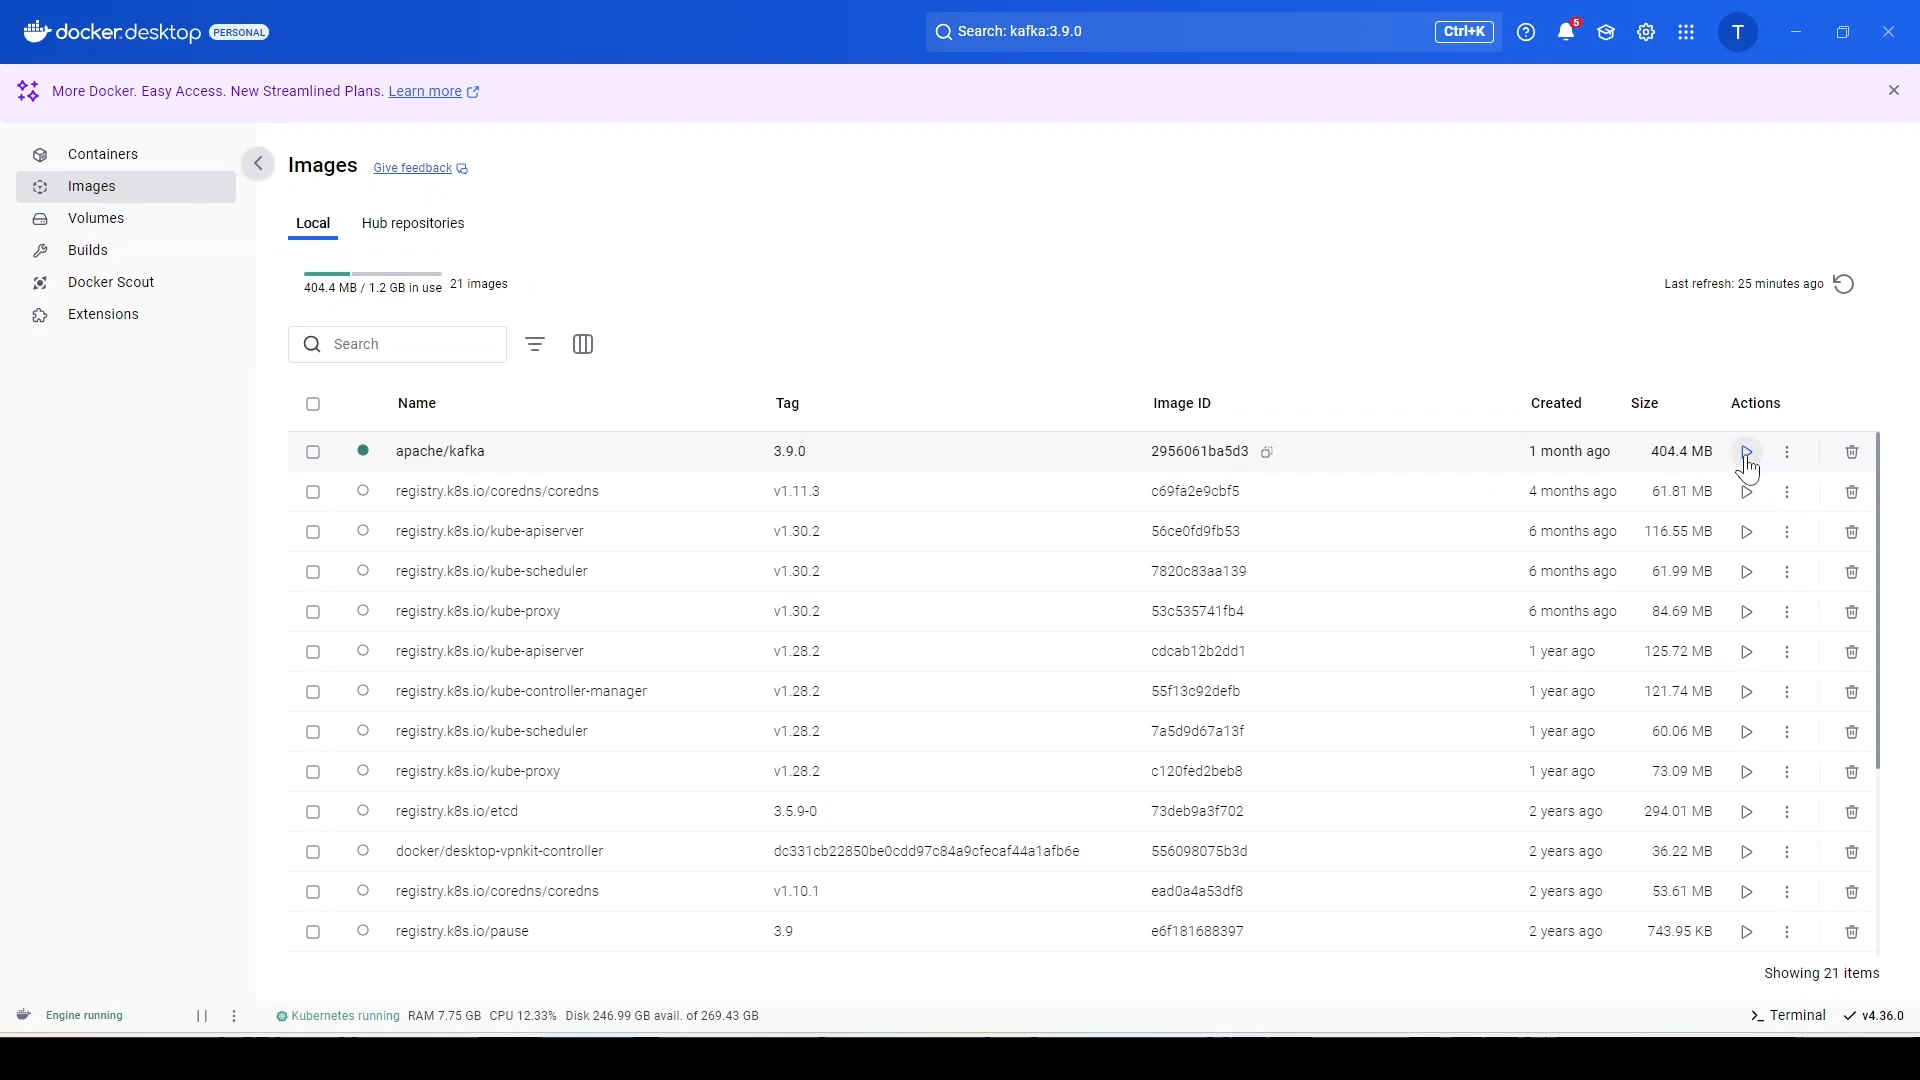 docker.desktop PERSONAL
Search: kafka:3.9.0 Ctrl+K 5 T
More Docker. Easy Access. New Streamlined Plans. Learn more
Containers
Images
Volumes
Builds
Docker Scout
Extensions
Images Give feedback
Local Hub repositories
404.4 MB / 1.2 GB in use 21 images
Last refresh: 25 minutes ago
Search
Name Tag Image ID Created Size Actions
apache/kafka 3.9.0 2956061ba5d3 1 month ago 404.4 MB
registry.k8s.io/coredns/coredns v1.11.3 c69fa2e9cbf5 4 months ago 61.81 MB
registry.k8s.io/kube-apiserver v1.30.2 56ce0fd9fb53 6 months ago 116.55 MB
registry.k8s.io/kube-scheduler v1.30.2 7820c83aa139 6 months ago 61.99 MB
registry.k8s.io/kube-proxy v1.30.2 53c535741fb4 6 months ago 84.69 MB
registry.k8s.io/kube-apiserver v1.28.2 cdcab12b2dd1 1 year ago 125.72 MB
registry.k8s.io/kube-controller-manager v1.28.2 55f13c92defb 1 year ago 121.74 MB
registry.k8s.io/kube-scheduler v1.28.2 7a5d9d67a13f 1 year ago 60.06 MB
registry.k8s.io/kube-proxy v1.28.2 c120fed2beb8 1 year ago 73.09 MB
registry.k8s.io/etcd 3.5.9-0 73deb9a3f702 2 years ago 294.01 MB
docker/desktop-vpnkit-controller dc331cb22850be0cdd97c84a9cfecaf44a1afb6e 556098075b3d 2 years ago 36.22 MB
registry.k8s.io/coredns/coredns v1.10.1 ead0a4a53df8 2 years ago 53.61 MB
registry.k8s.io/pause 3.9 e6f181688397 2 years ago 743.95 KB
Showing 21 items
Engine running Kubernetes running RAM 7.75 GB CPU 12.33% Disk 246.99 GB avail. of 269.43 GB Terminal v4.36.0